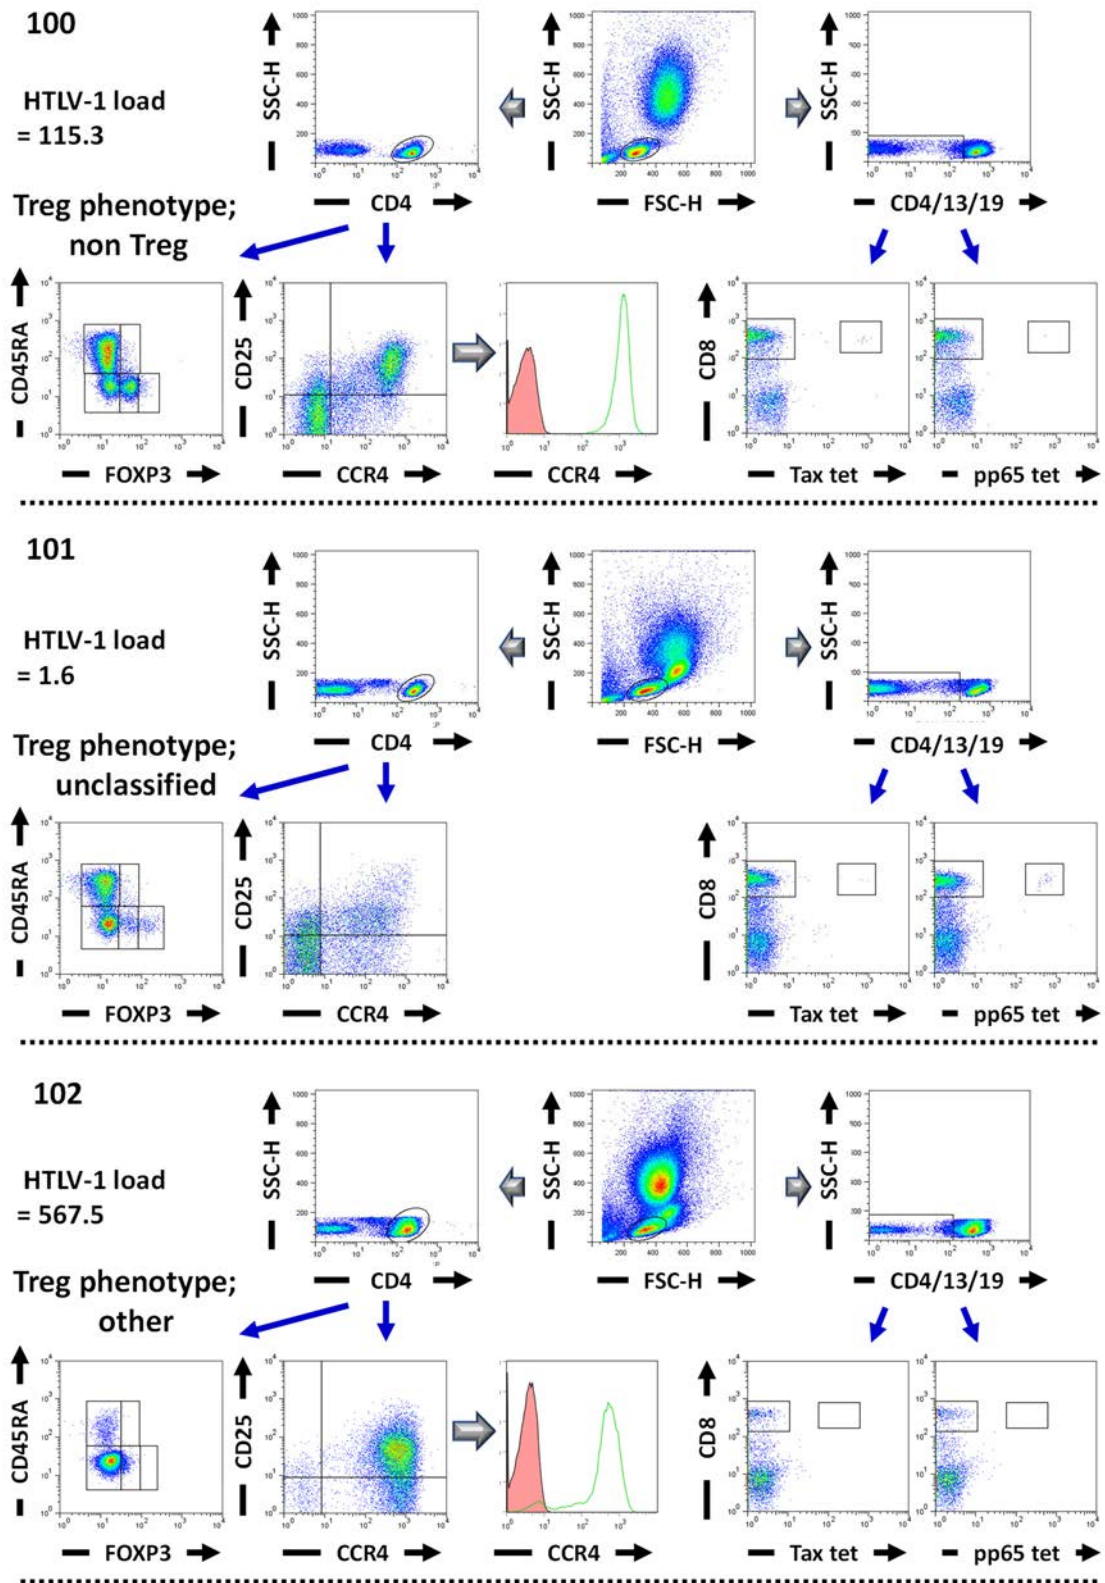 100
HTLV-1 load
= 115.3
Treg phenotype;
non Treg
SSC-H
CD4
SSC-H
FSC-H
SSC-H
CD4/13/19
CD45RA
FOXP3
CD25
CCR4
CCR4
CD8
Tax tet
pp65 tet
101
HTLV-1 load
= 1.6
Treg phenotype;
unclassified
SSC-H
CD4
SSC-H
FSC-H
SSC-H
CD4/13/19
CD45RA
FOXP3
CD25
CCR4
CD8
Tax tet
pp65 tet
102
HTLV-1 load
= 567.5
Treg phenotype;
other
SSC-H
CD4
SSC-H
FSC-H
SSC-H
CD4/13/19
CD45RA
FOXP3
CD25
CCR4
CCR4
CD8
Tax tet
pp65 tet